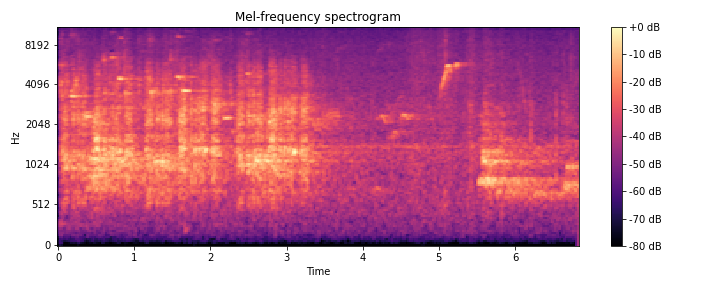 Mel-frequency spectrogram
Hz
8192
4096
2048
1024
512
0
0 1 2 3 4 5 6
Time
+0 dB
-10 dB
-20 dB
-30 dB
-40 dB
-50 dB
-60 dB
-70 dB
-80 dB